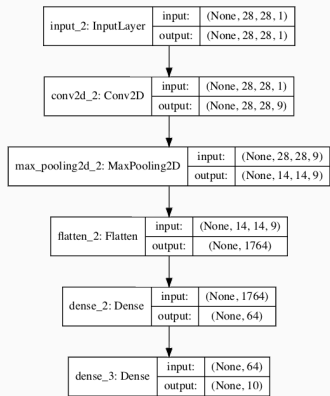 input_2: InputLayer input: (None, 28, 28, 1)
output: (None, 28, 28, 1)
conv2d_2: Conv2D input: (None, 28, 28, 1)
output: (None, 28, 28, 9)
max_pooling2d_2: MaxPooling2D input: (None, 28, 28, 9)
output: (None, 14, 14, 9)
flatten_2: Flatten input: (None, 14, 14, 9)
output: (None, 1764)
dense_2: Dense input: (None, 1764)
output: (None, 64)
dense_3: Dense input: (None, 64)
output: (None, 10)